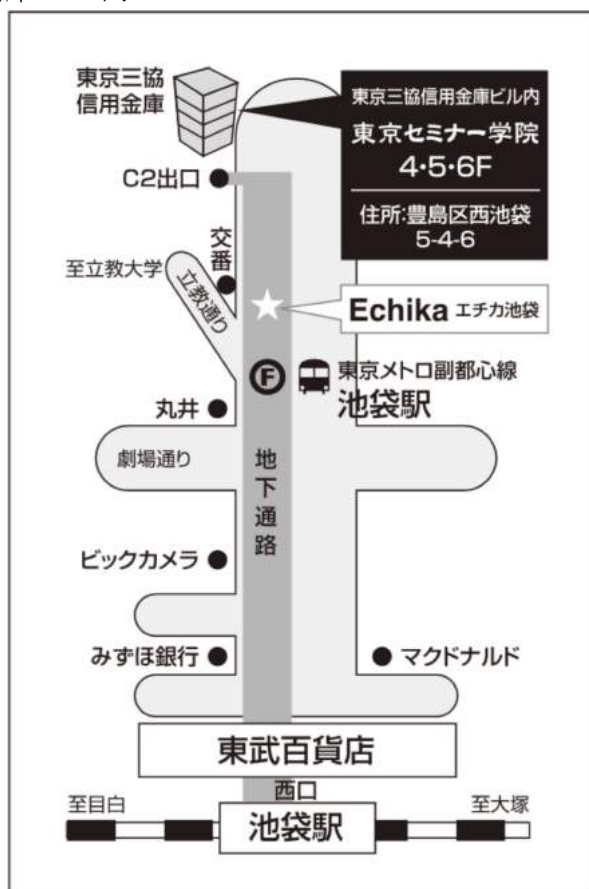 東京三協
信用金庫
東京三協信用金庫ビル内
東京セミナー学院
4・5・6F
住所:豊島区西池袋
5-4-6
C2出口
交番
至立教大学
立教通り
Echika エチカ池袋
F
東京メトロ副都心線
池袋駅
丸井
劇場通り
地下通路
ビックカメラ
みずほ銀行
マクドナルド
東武百貨店
西口
至目白
池袋駅
至大塚